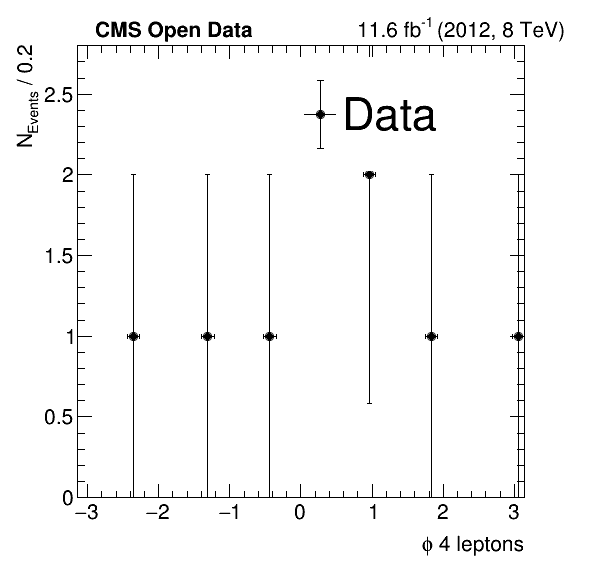 CMS Open Data 11.6 fb⁻¹ (2012, 8 TeV)
N_Events / 0.2
Data
2.5
2
1.5
1
0.5
0
−3 −2 −1 0 1 2 3
ϕ 4 leptons